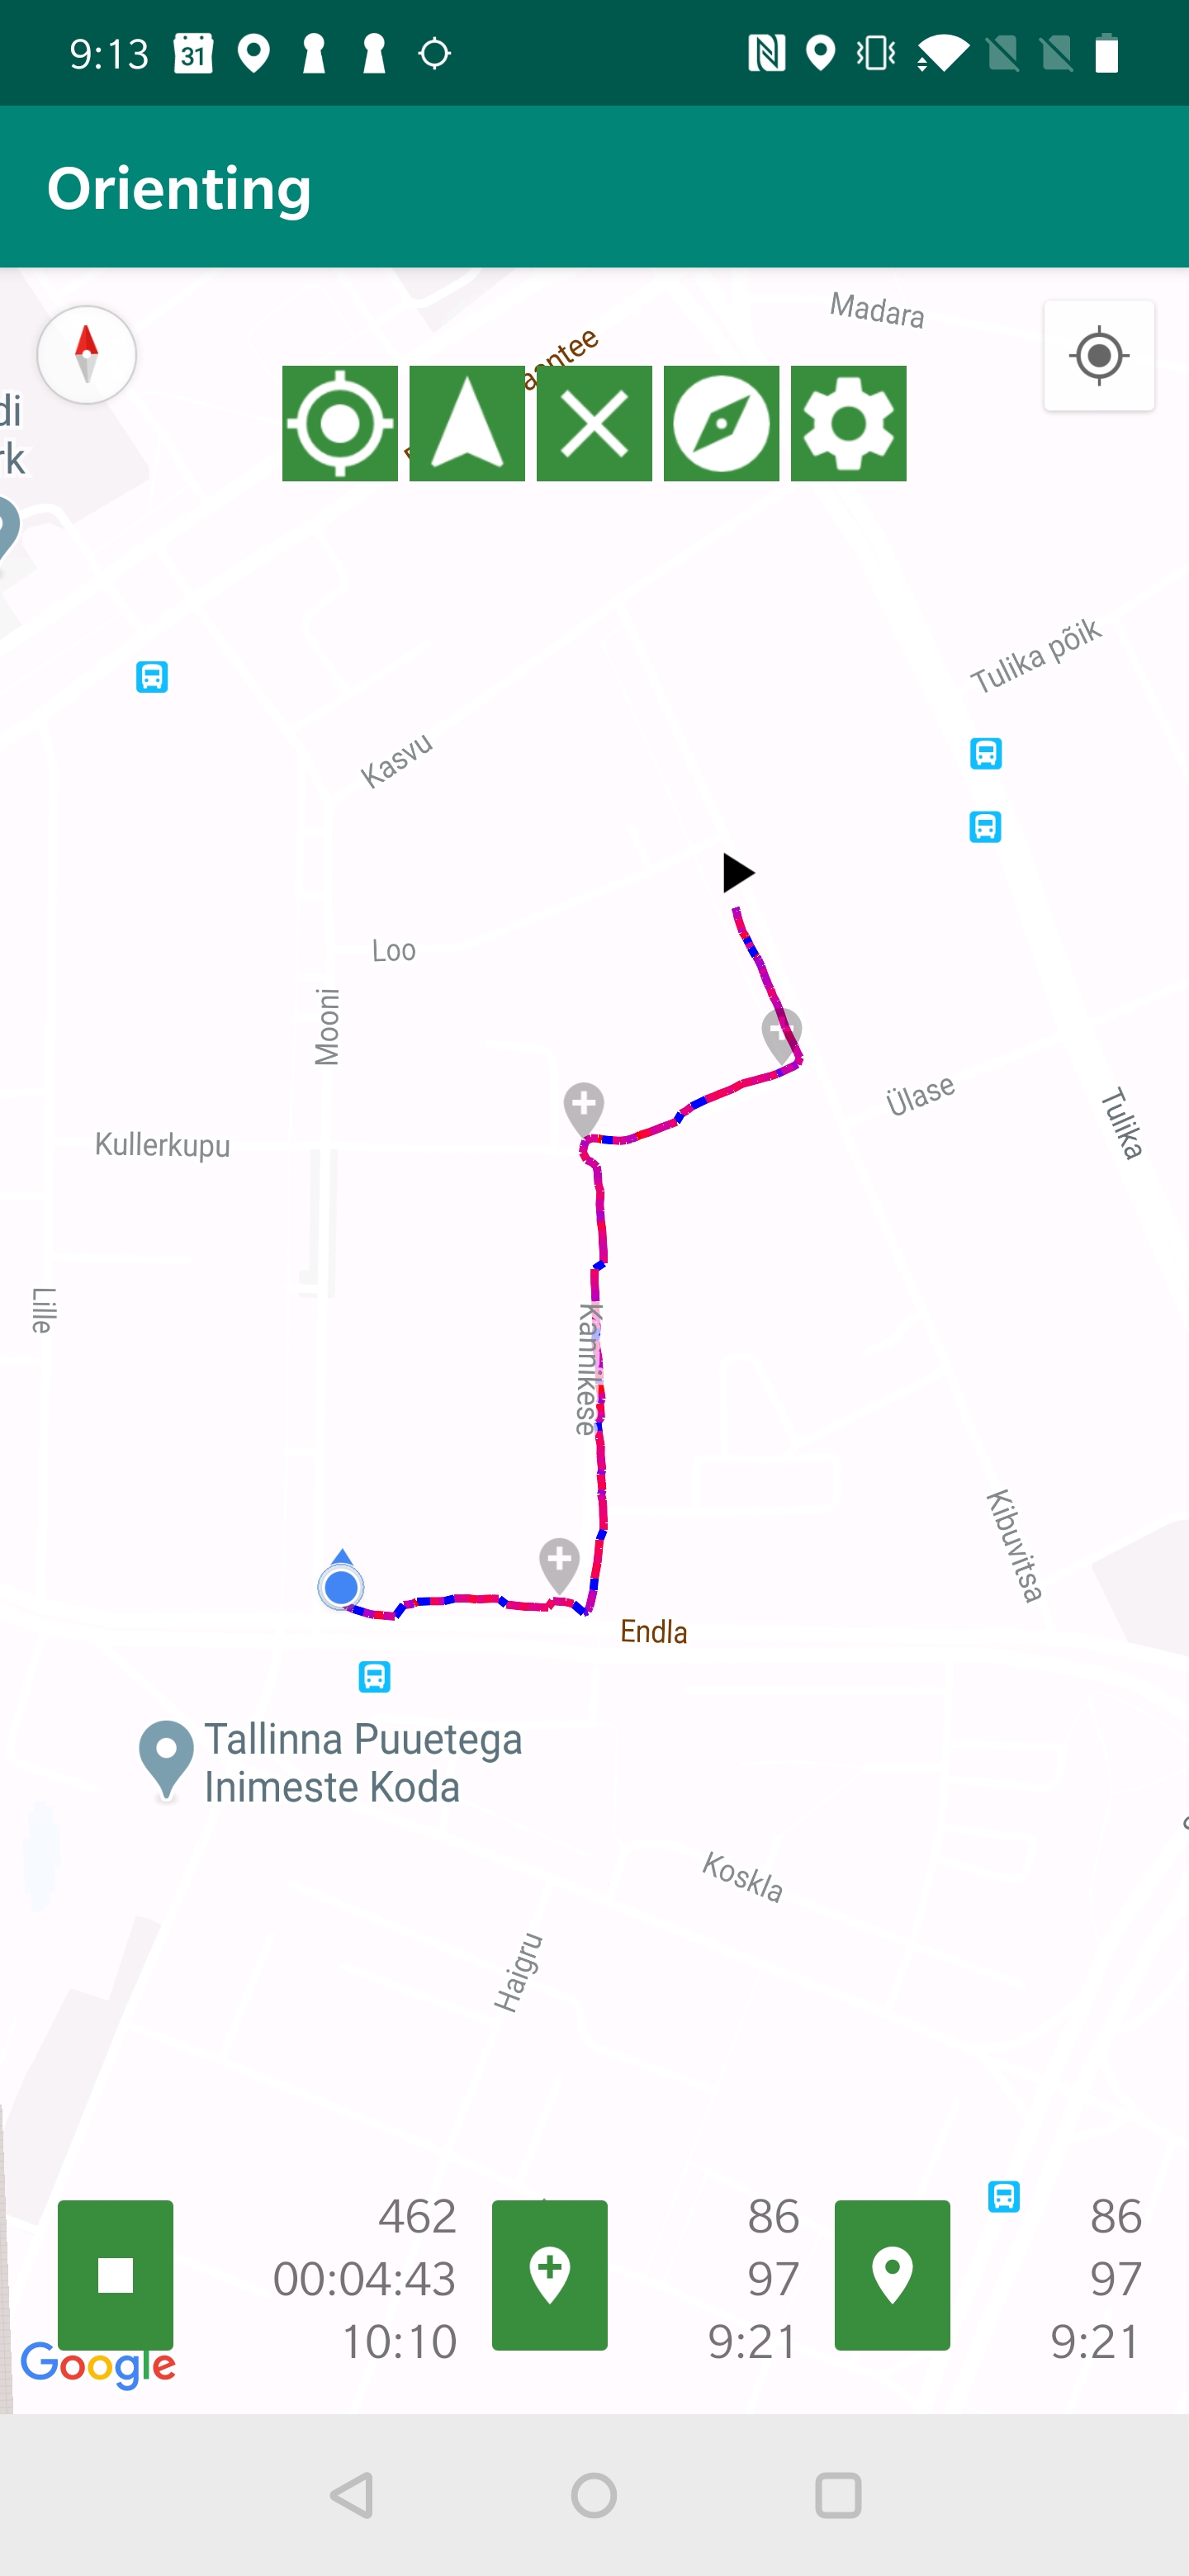 9:13
31
Orienting
Madara
aantee
di
rk
Tulika põik
Kasvu
Loo
Mooni
Ülase
Tulika
Kullerkupu
Lille
Kannikese
Kibuvitsa
Endla
Tallinna Puuetega
Inimeste Koda
Koskla
Haigru
462
00:04:43
10:10
86
97
9:21
86
97
9:21
Google